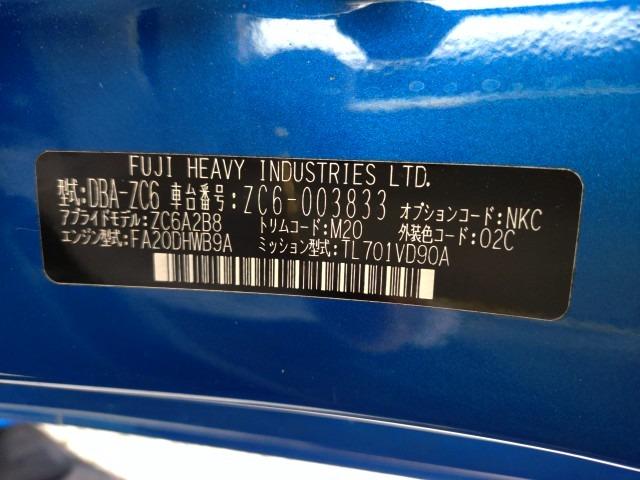 FUJI HEAVY INDUSTRIES LTD.
型式:DBA-ZC6 車台番号:ZC6-003833 オプションコード:NKC
アプライドモデル:ZC6A2B8 トリムコード:M20 外装色コード:02C
エンジン型式:FA20DHWB9A ミッション型式:TL701VD90A